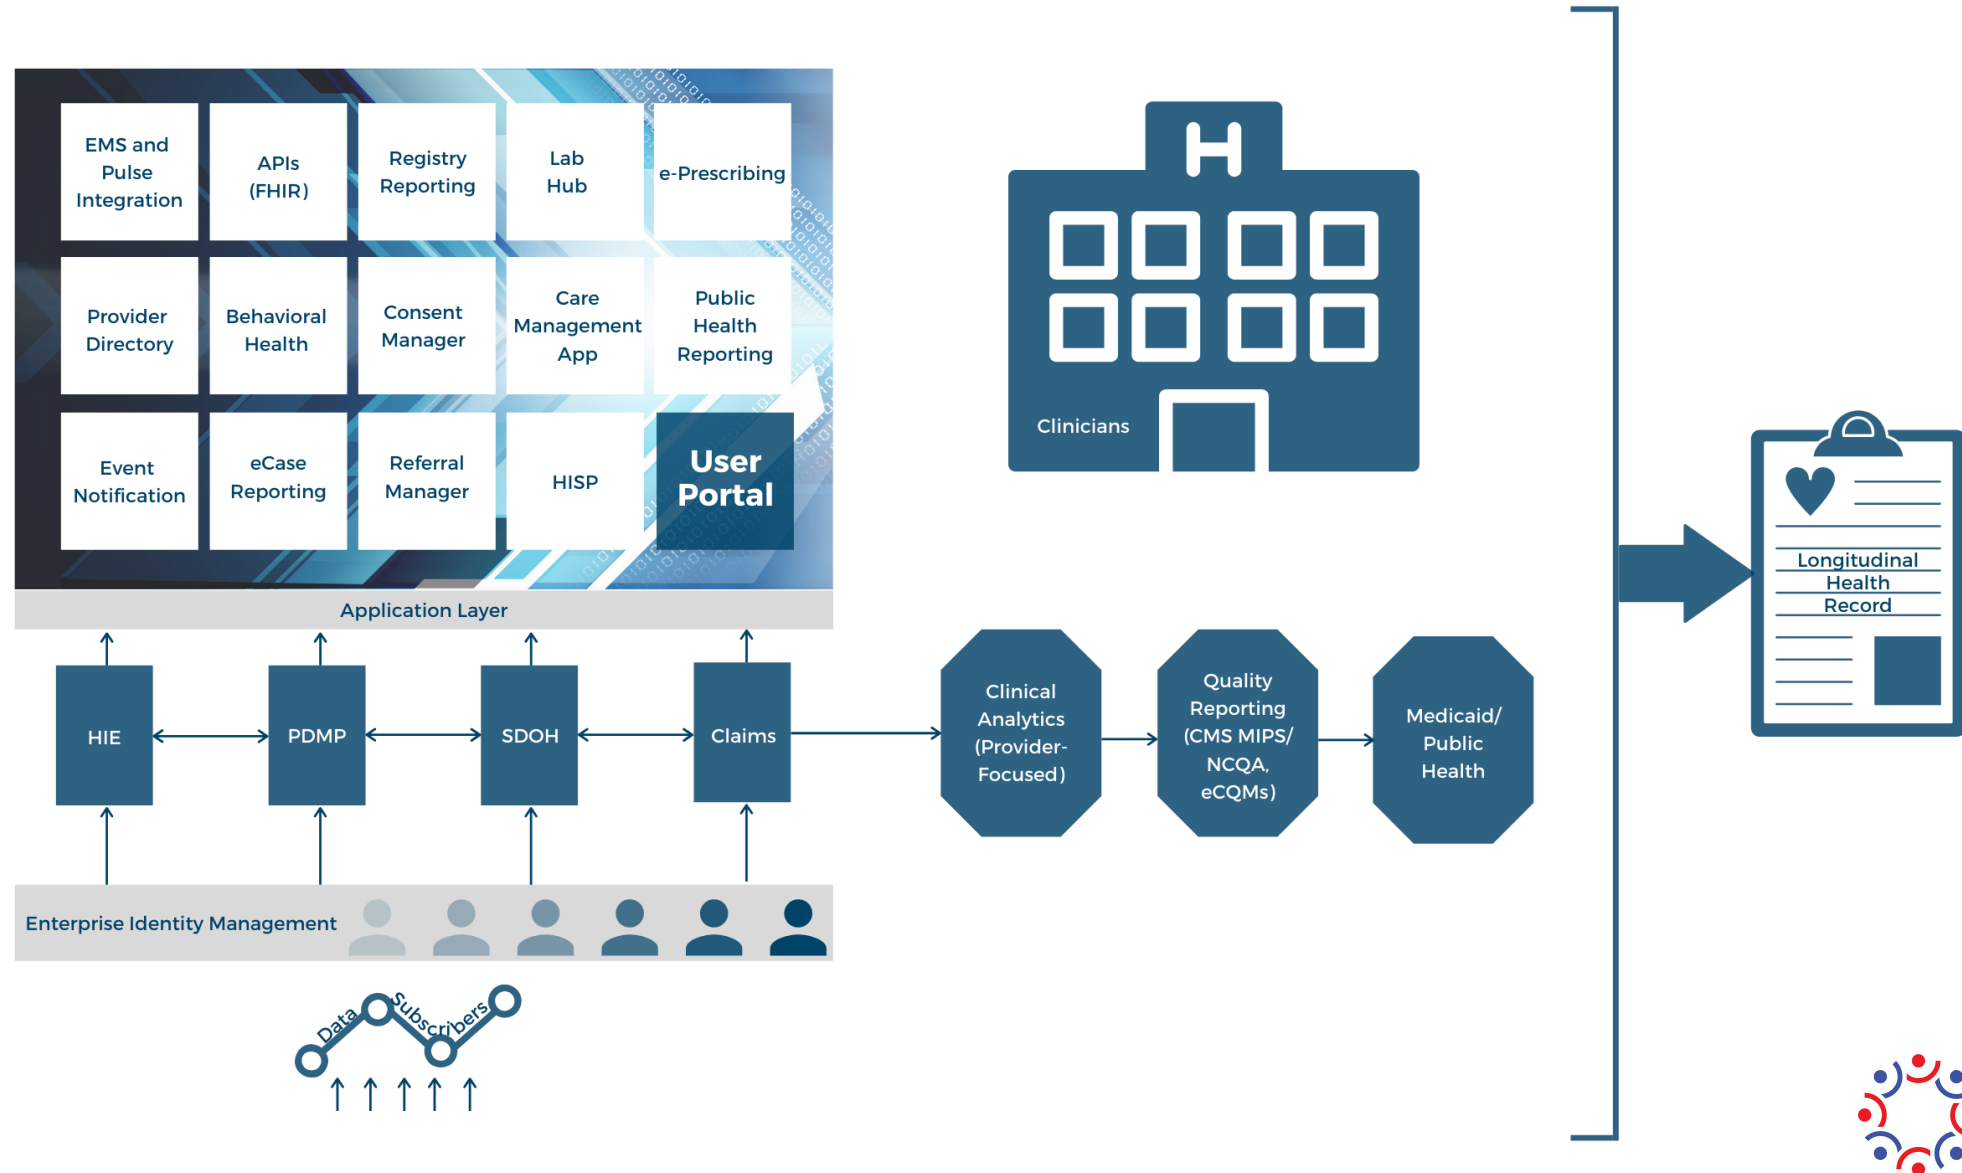 EMS and
Pulse
Integration
APIs
(FHIR)
Registry
Reporting
Lab
Hub
e-Prescribing
Provider
Directory
Behavioral
Health
Consent
Manager
Care
Management
App
Public
Health
Reporting
Event
Notification
eCase
Reporting
Referral
Manager
HISP
User
Portal
Application Layer
HIE
PDMP
SDOH
Claims
Enterprise Identity Management
Data
Subscribers
H
Clinicians
Clinical
Analytics
(Provider-
Focused)
Quality
Reporting
(CMS MIPS/
NCQA,
eCQMs)
Medicaid/
Public
Health
Longitudinal
Health
Record